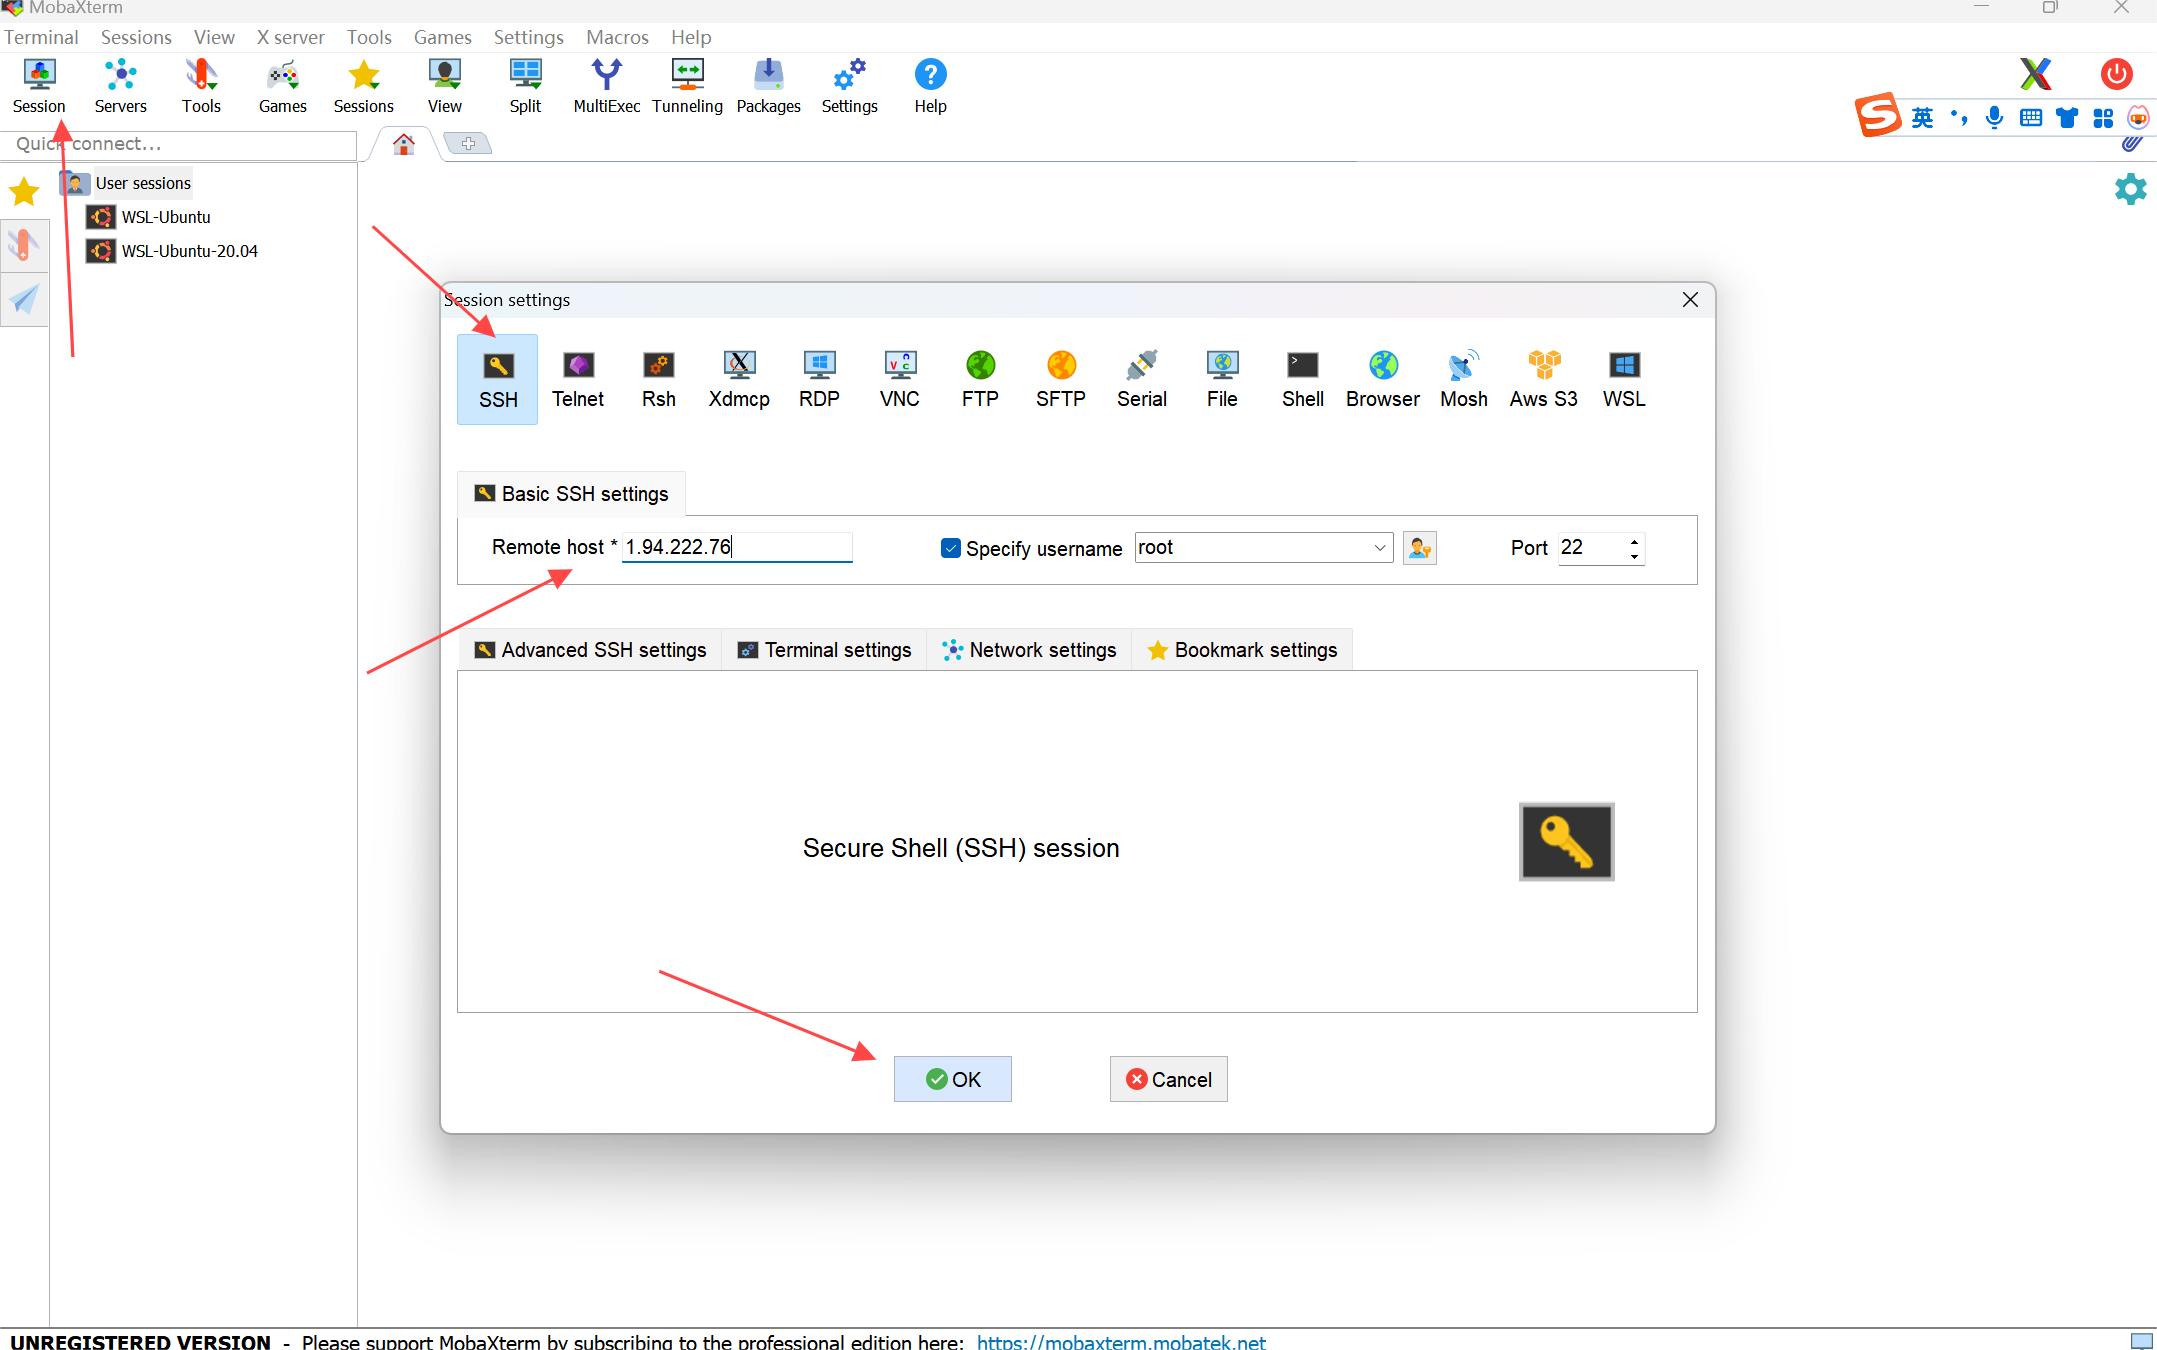 MobaXterm
Terminal Sessions View X server Tools Games Settings Macros Help
Session Servers Tools Games Sessions View Split MultiExec Tunneling Packages Settings Help
英
Quick connect...
User sessions
WSL-Ubuntu
WSL-Ubuntu-20.04
Session settings
SSH Telnet Rsh Xdmcp RDP VNC FTP SFTP Serial File Shell Browser Mosh Aws S3 WSL
Basic SSH settings
Remote host * 1.94.222.76 Specify username root Port 22
Advanced SSH settings Terminal settings Network settings Bookmark settings
Secure Shell (SSH) session
OK Cancel
UNREGISTERED VERSION - Please support MobaXterm by subscribing to the professional edition here: https://mobaxterm.mobatek.net